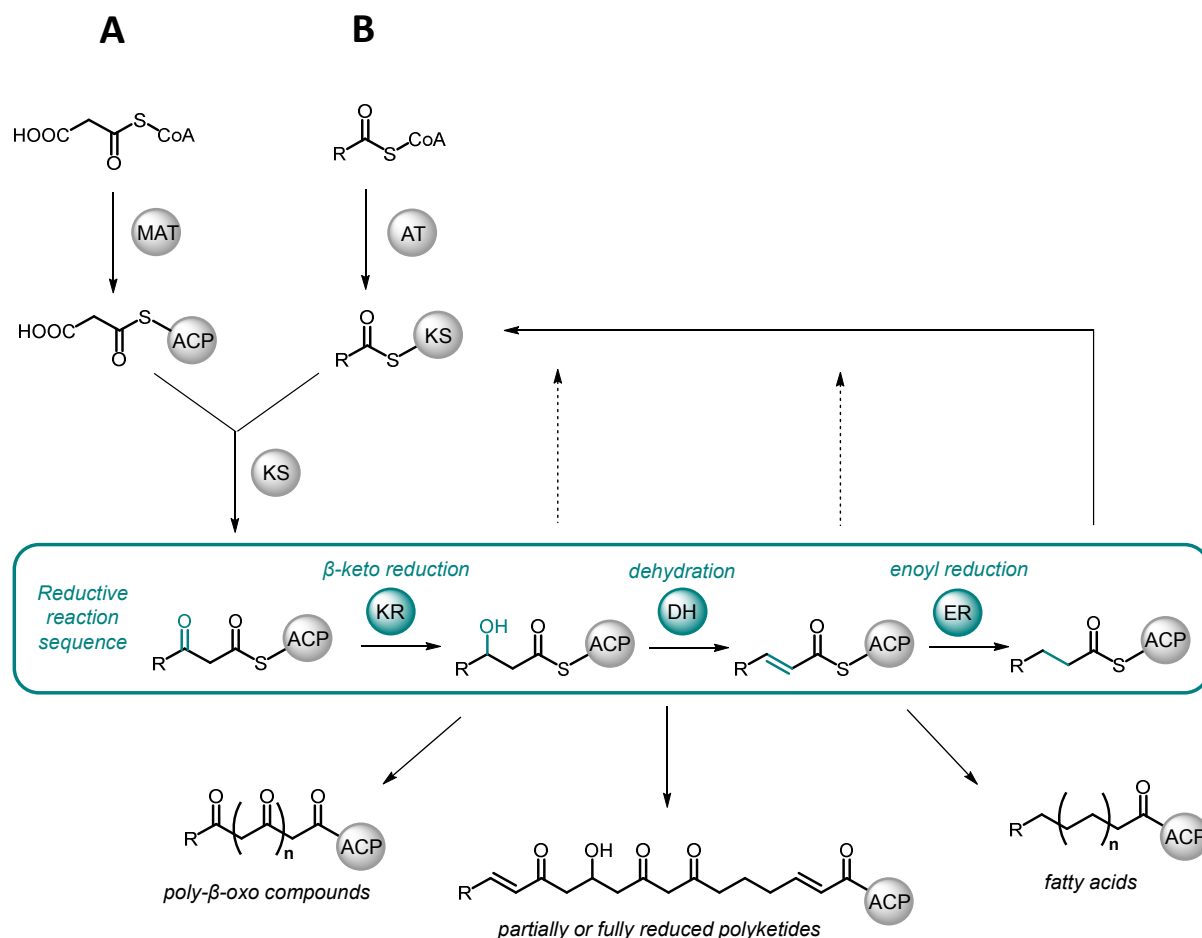 A
B
HOOC S CoA
O
O
R S CoA
MAT
AT
HOOC S ACP
O
O
R S KS
KS
Reductive
reaction
sequence
β-keto reduction
dehydration
enoyl reduction
KR
DH
ER
O O
R S ACP
OH O
R S ACP
O
R S ACP
O
R S ACP
O O O
R n ACP
poly-β-oxo compounds
O OH O O O
R ACP
partially or fully reduced polyketides
O
R n ACP
fatty acids